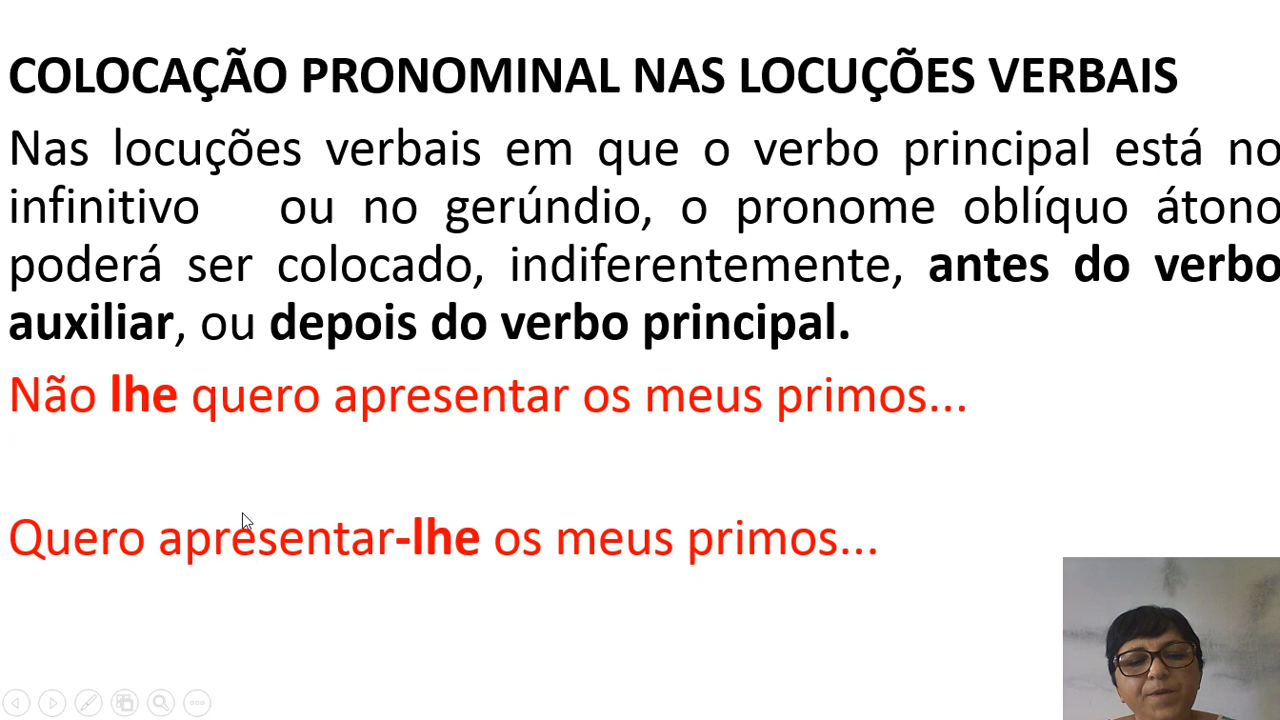 COLOCAÇÃO PRONOMINAL NAS LOCUÇÕES VERBAIS
Nas locuções verbais em que o verbo principal está no
infinitivo ou no gerúndio, o pronome oblíquo átono
poderá ser colocado, indiferentemente, antes do verbo
auxiliar, ou depois do verbo principal.
Não lhe quero apresentar os meus primos...
Quero apresentar-lhe os meus primos...